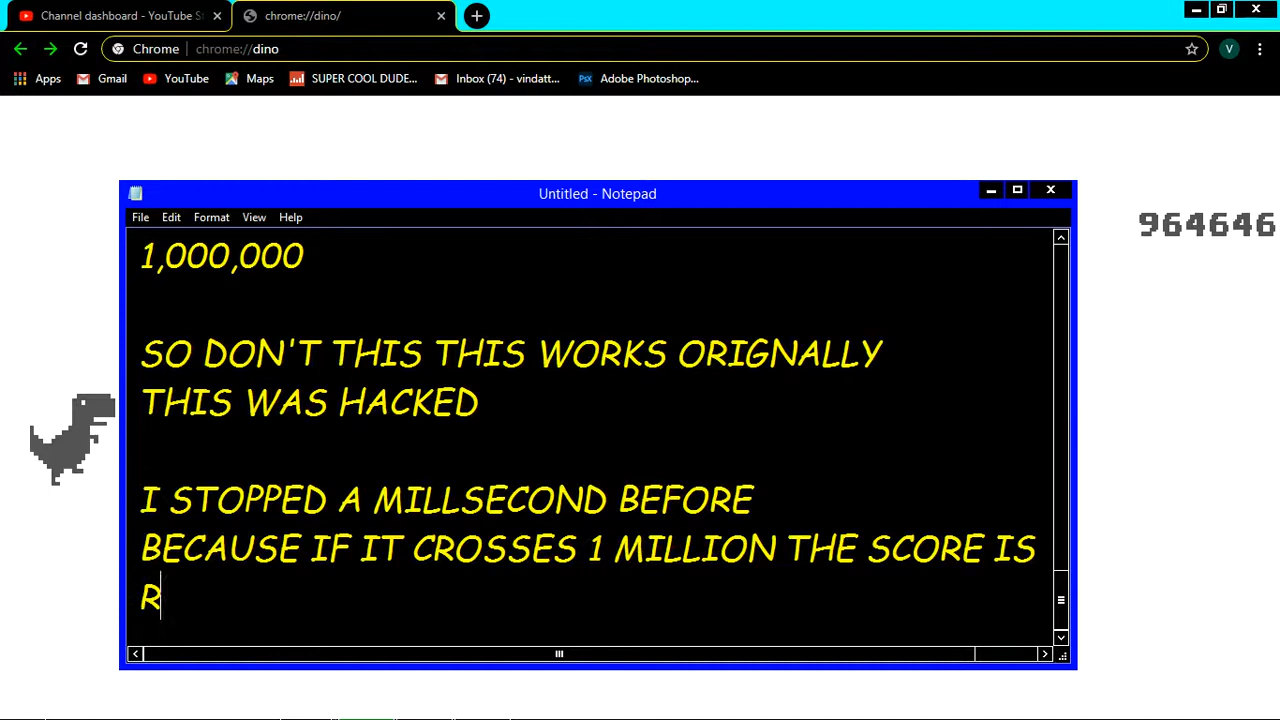 Channel dashboard - YouTube S
chrome://dino/
Chrome chrome://dino
V
Apps Gmail YouTube Maps SUPER COOL DUDE... Inbox (74) - vindatt... Adobe Photoshop...
Untitled - Notepad
File Edit Format View Help
964646
1,000,000
SO DON'T THIS THIS WORKS ORIGNALLY
THIS WAS HACKED
I STOPPED A MILLSECOND BEFORE
BECAUSE IF IT CROSSES 1 MILLION THE SCORE IS
R